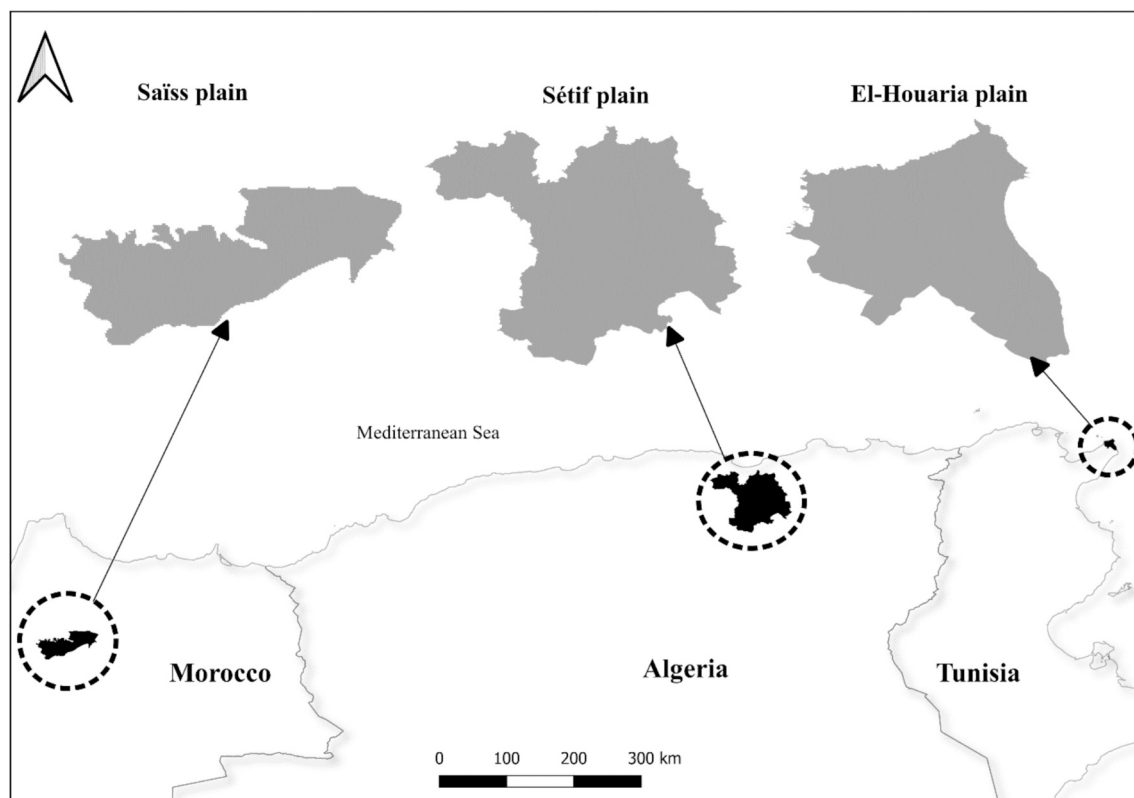 Saïss plain
Sétif plain
El-Houaria plain
Mediterranean Sea
Morocco
Algeria
Tunisia
0 100 200 300 km